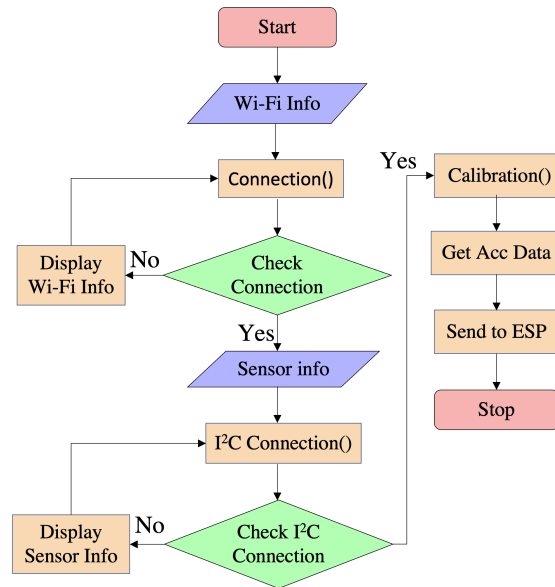 Start
Wi-Fi Info
Connection()
Check
Connection
No
Display
Wi-Fi Info
Yes
Sensor info
I²C Connection()
Check I²C
Connection
No
Display
Sensor Info
Yes
Calibration()
Get Acc Data
Send to ESP
Stop